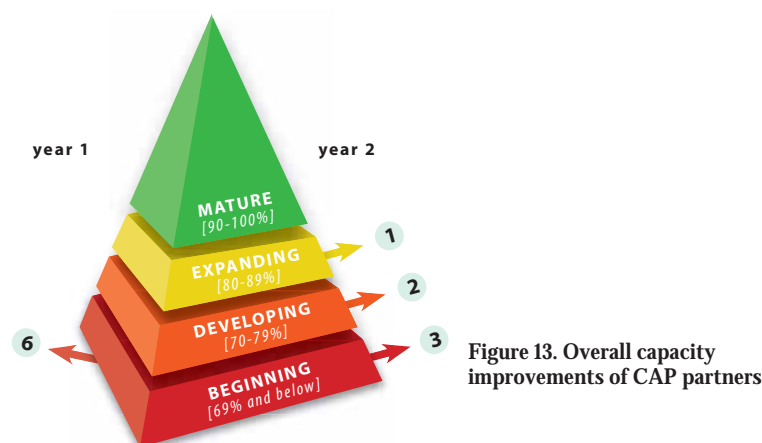 year 1
year 2
MATURE
[90-100%]
1
EXPANDING
[80-89%]
2
DEVELOPING
[70-79%]
6
3
BEGINNING
[69% and below]
Figure 13. Overall capacity
improvements of CAP partners